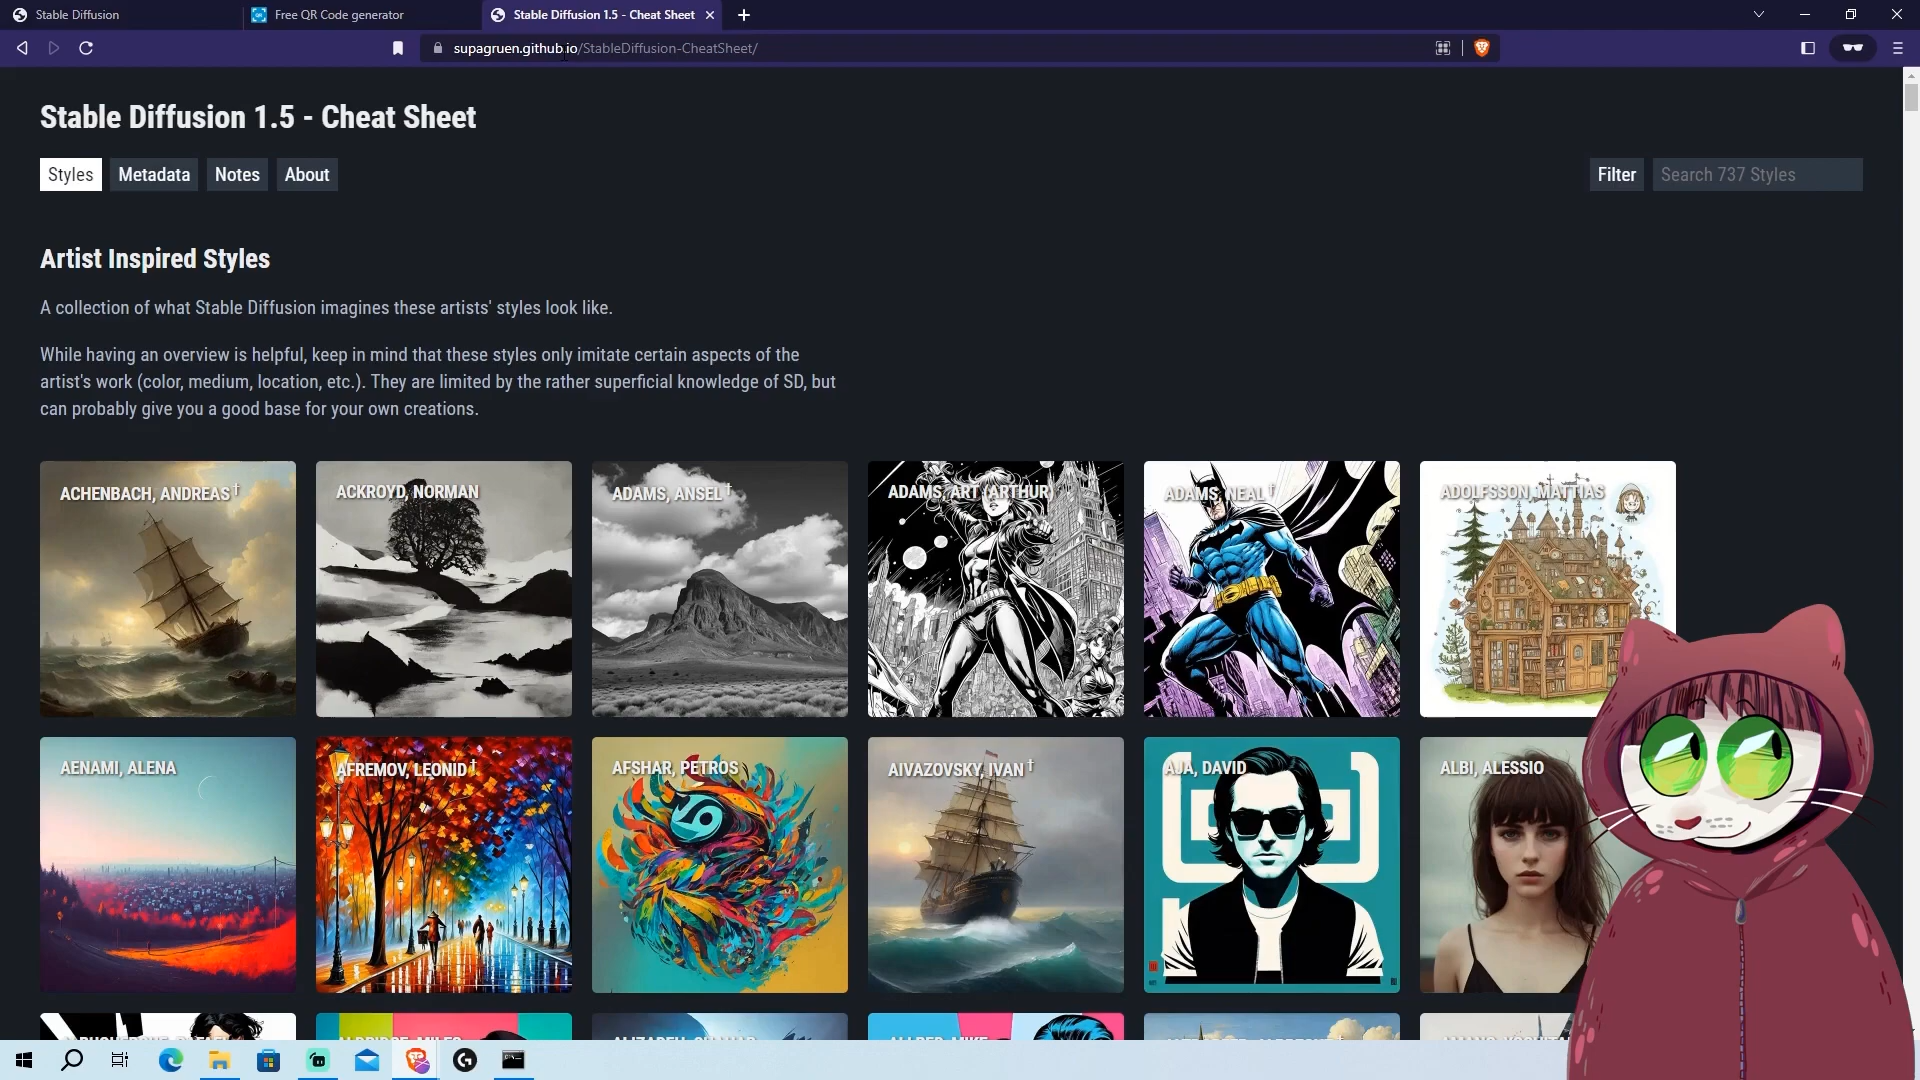 Stable Diffusion
Free QR Code generator
Stable Diffusion 1.5 - Cheat Sheet
supagruen.github.io/StableDiffusion-CheatSheet/
Stable Diffusion 1.5 - Cheat Sheet
Styles
Metadata
Notes
About
Filter
Search 737 Styles
Artist Inspired Styles
A collection of what Stable Diffusion imagines these artists' styles look like.
While having an overview is helpful, keep in mind that these styles only imitate certain aspects of the
artist's work (color, medium, location, etc.). They are limited by the rather superficial knowledge of SD, but
can probably give you a good base for your own creations.
ACHENBACH, ANDREAS †
ACKROYD, NORMAN
ADAMS, ANSEL †
ADAMS, ART (ARTHUR)
ADAMS, NEAL †
ADOLFSSON, MATTIAS
AENAMI, ALENA
AFREMOV, LEONID †
AFSHAR, PETROS
AIVAZOVSKY, IVAN †
AJA, DAVID
ALBI, ALESSIO